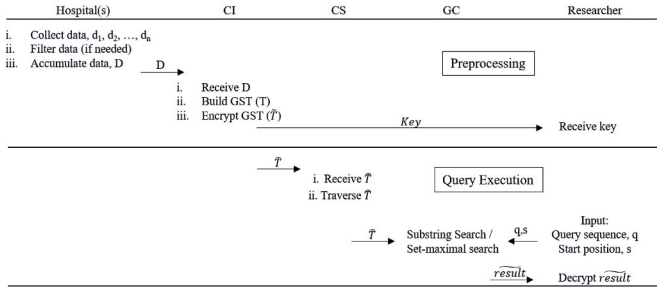 Hospital(s) CI CS GC Researcher
i. Collect data, d₁, d₂, …, dₙ
ii. Filter data (if needed)
iii. Accumulate data, D
D
Preprocessing
i. Receive D
ii. Build GST (T)
iii. Encrypt GST (T̃)
Key
Receive key
T̃
i. Receive T̃
ii. Traverse T̃
Query Execution
T̃
Substring Search /
Set-maximal search
q,s
Input:
Query sequence, q
Start position, s
r͠esult
Decrypt r͠esult